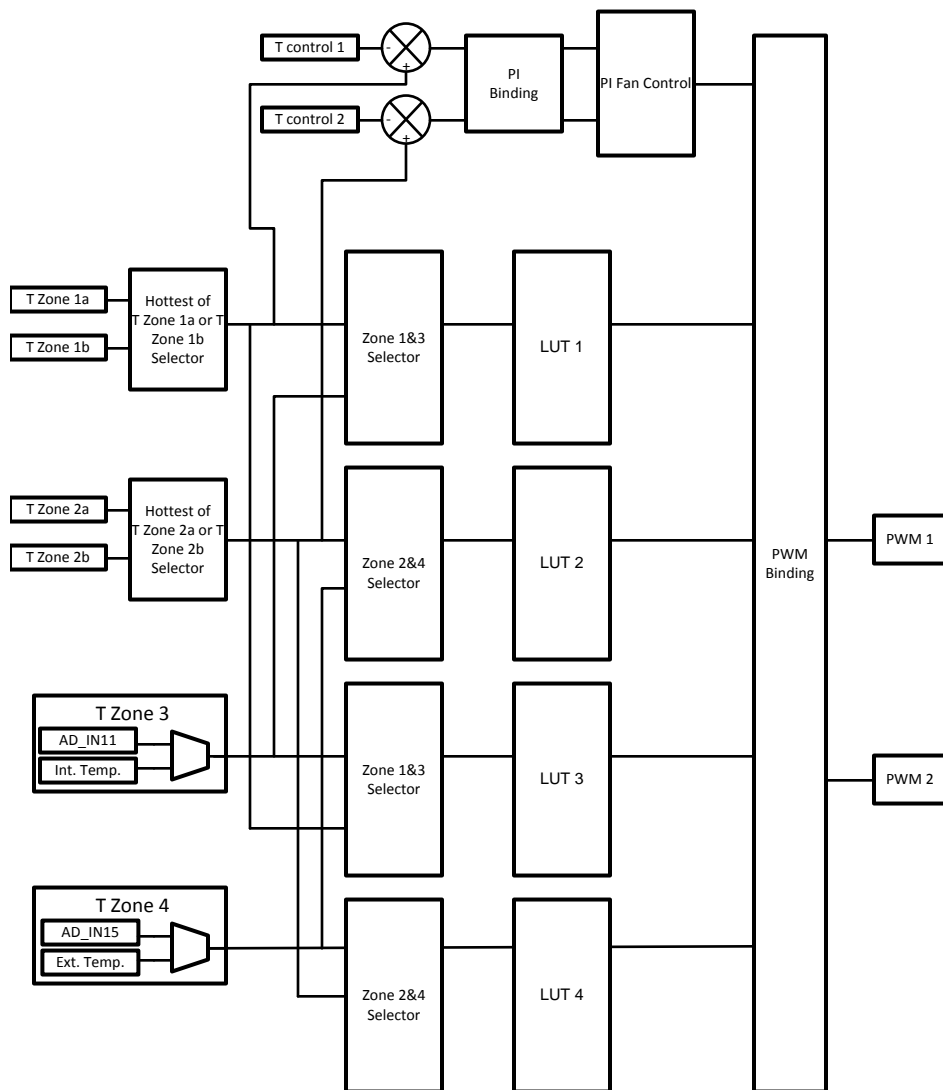 T control 1
-
+
PI
Binding
PI Fan Control
T control 2
-
+
T Zone 1a
T Zone 1b
Hottest of
T Zone 1a or T
Zone 1b
Selector
Zone 1&3
Selector
LUT 1
T Zone 2a
T Zone 2b
Hottest of
T Zone 2a or T
Zone 2b
Selector
Zone 2&4
Selector
LUT 2
PWM
Binding
PWM 1
T Zone 3
AD_IN11
Int. Temp.
Zone 1&3
Selector
LUT 3
PWM 2
T Zone 4
AD_IN15
Ext. Temp.
Zone 2&4
Selector
LUT 4